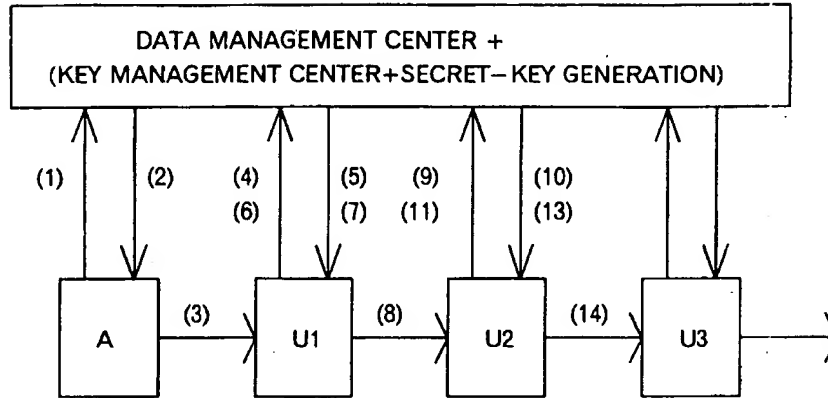 DATA MANAGEMENT CENTER +
(KEY MANAGEMENT CENTER+SECRET–KEY GENERATION)
(1) (2) (4) (5) (9) (10)
(6) (7) (11) (13)
A (3) U1 (8) U2 (14) U3